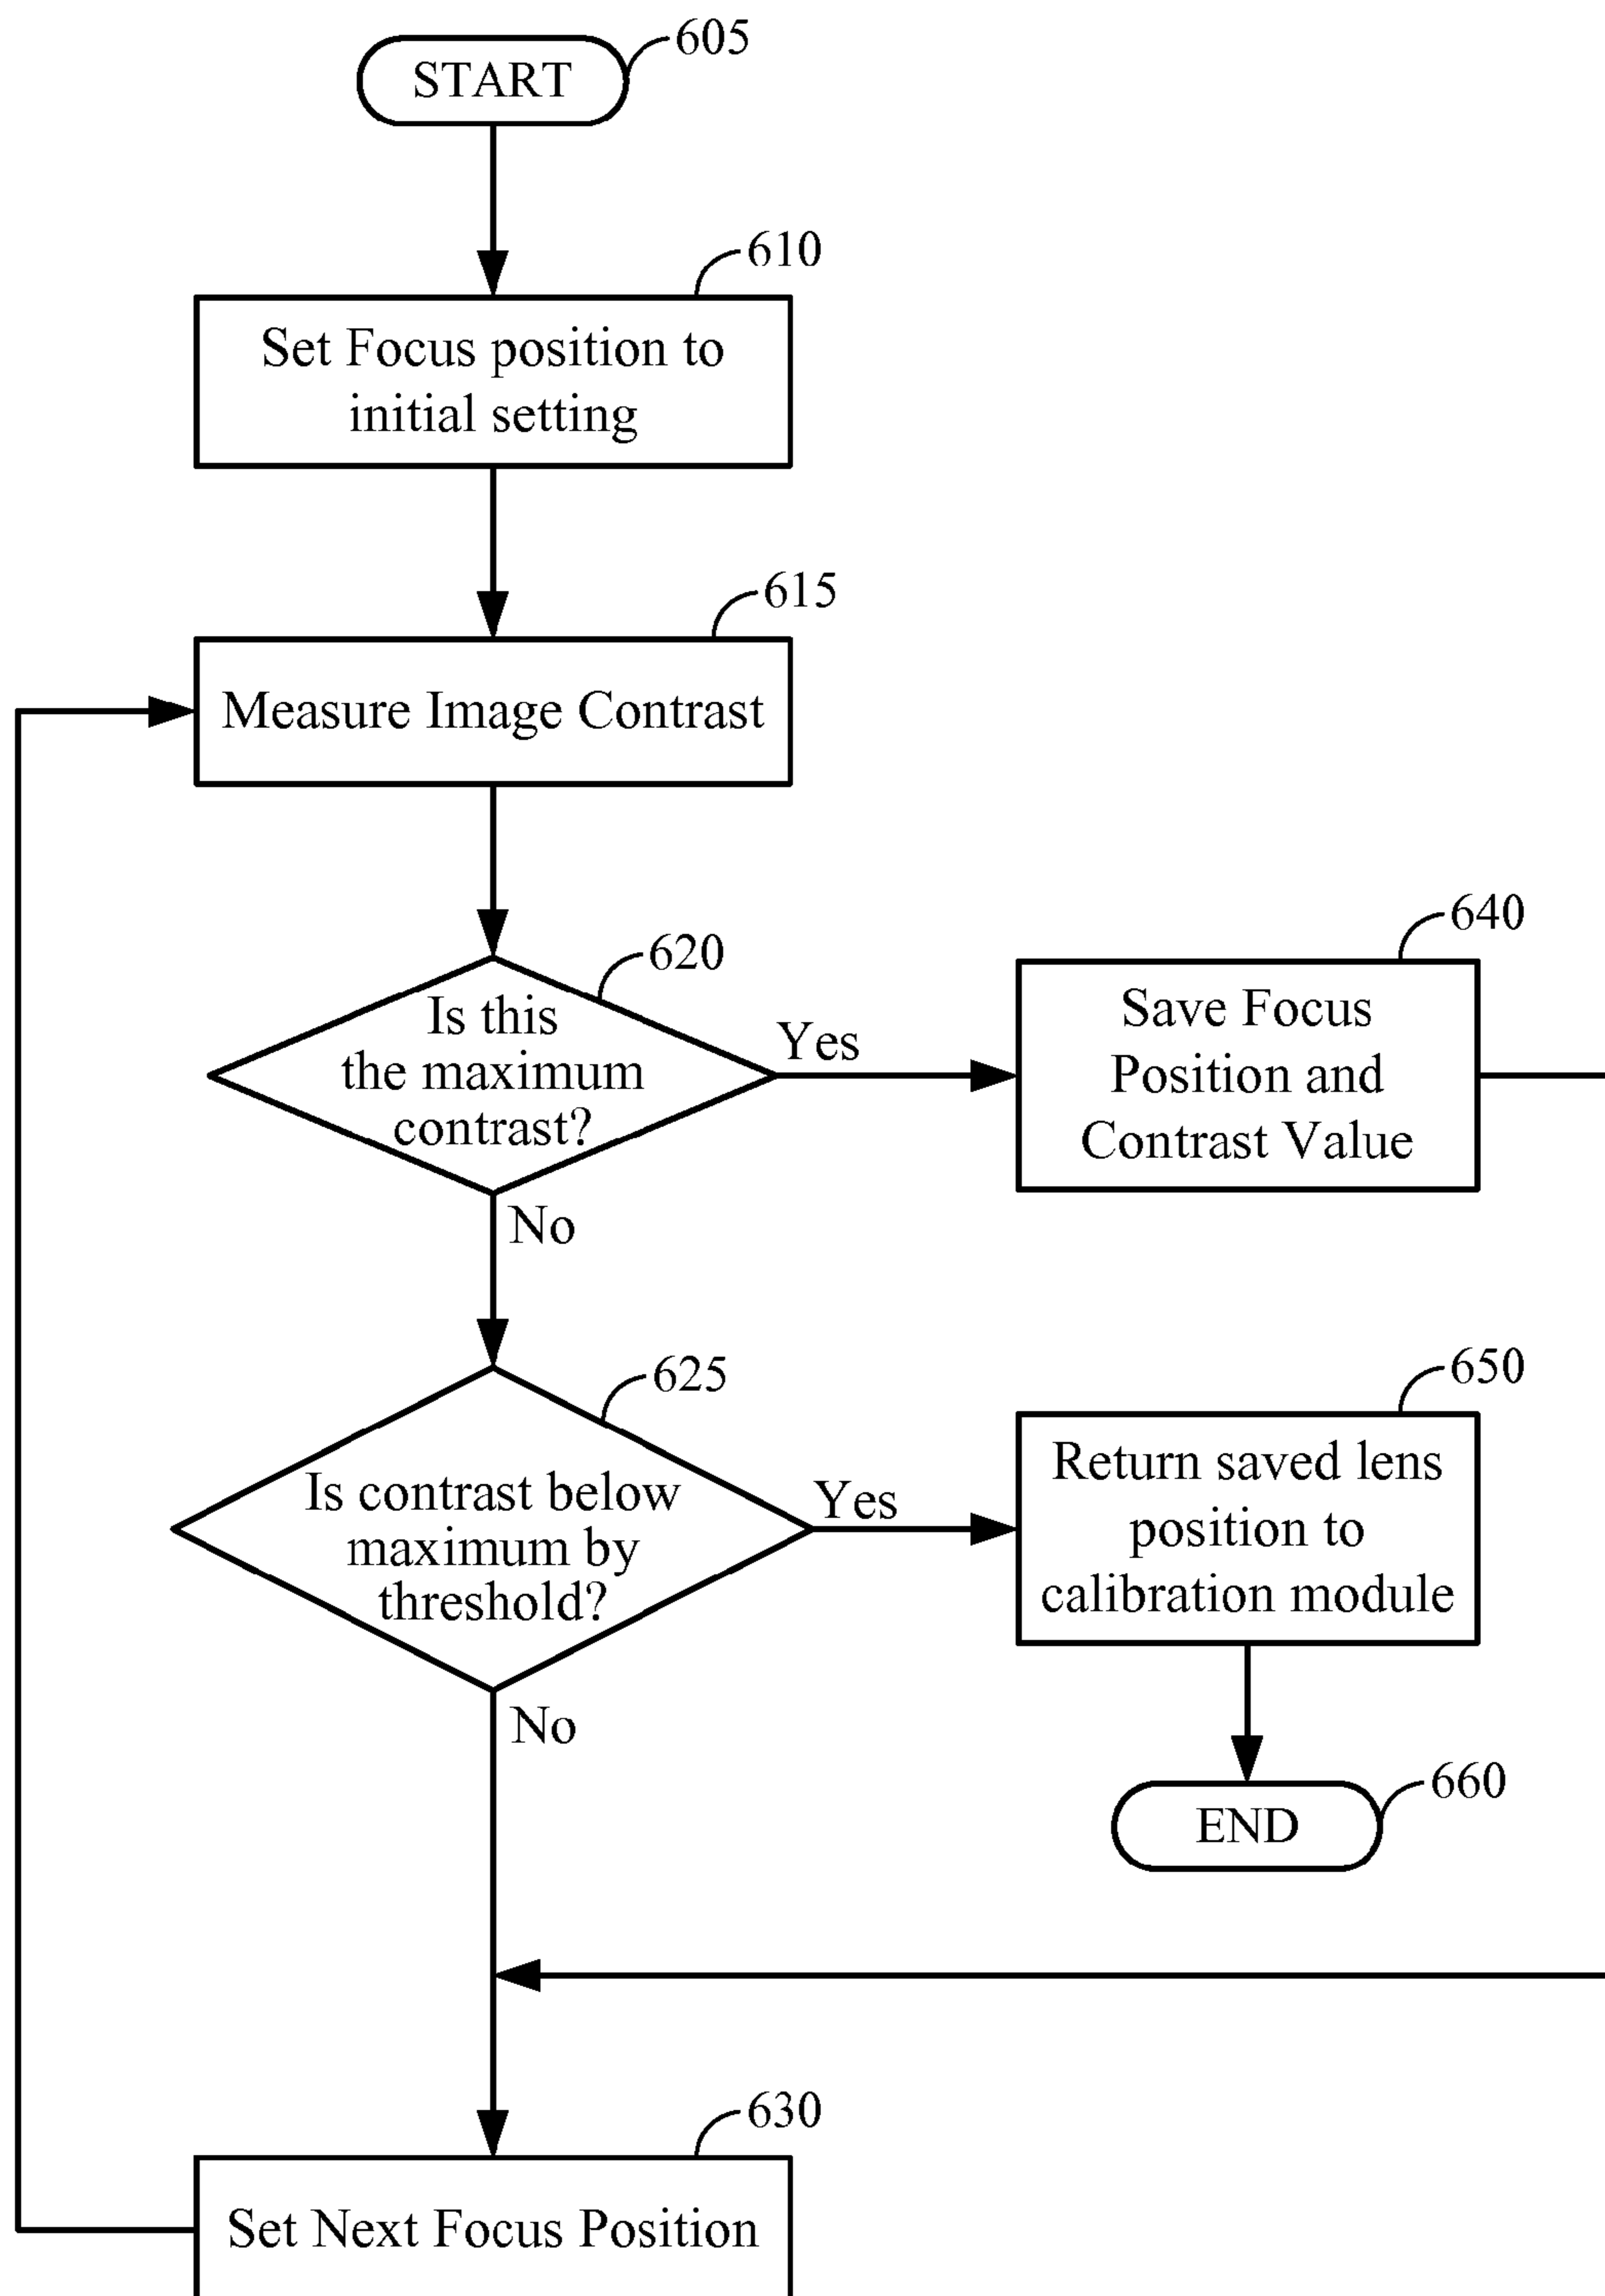 605
START
610
Set Focus position to
initial setting
615
Measure Image Contrast
620
Is this
the maximum
contrast?
Yes
640
Save Focus
Position and
Contrast Value
No
625
Is contrast below
maximum by
threshold?
Yes
650
Return saved lens
position to
calibration module
No
660
END
630
Set Next Focus Position